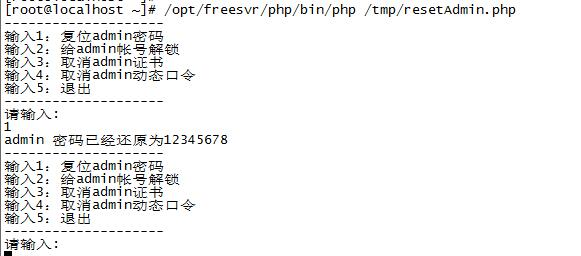 [root@localhost ~]# /opt/freesvr/php/bin/php /tmp/resetAdmin.php
--------------------
输入1: 复位admin密码
输入2: 给admin帐号解锁
输入3: 取消admin证书
输入4: 取消admin动态口令
输入5: 退出
--------------------
请输入:
1
admin 密码已经还原为12345678
--------------------
输入1: 复位admin密码
输入2: 给admin帐号解锁
输入3: 取消admin证书
输入4: 取消admin动态口令
输入5: 退出
--------------------
请输入: